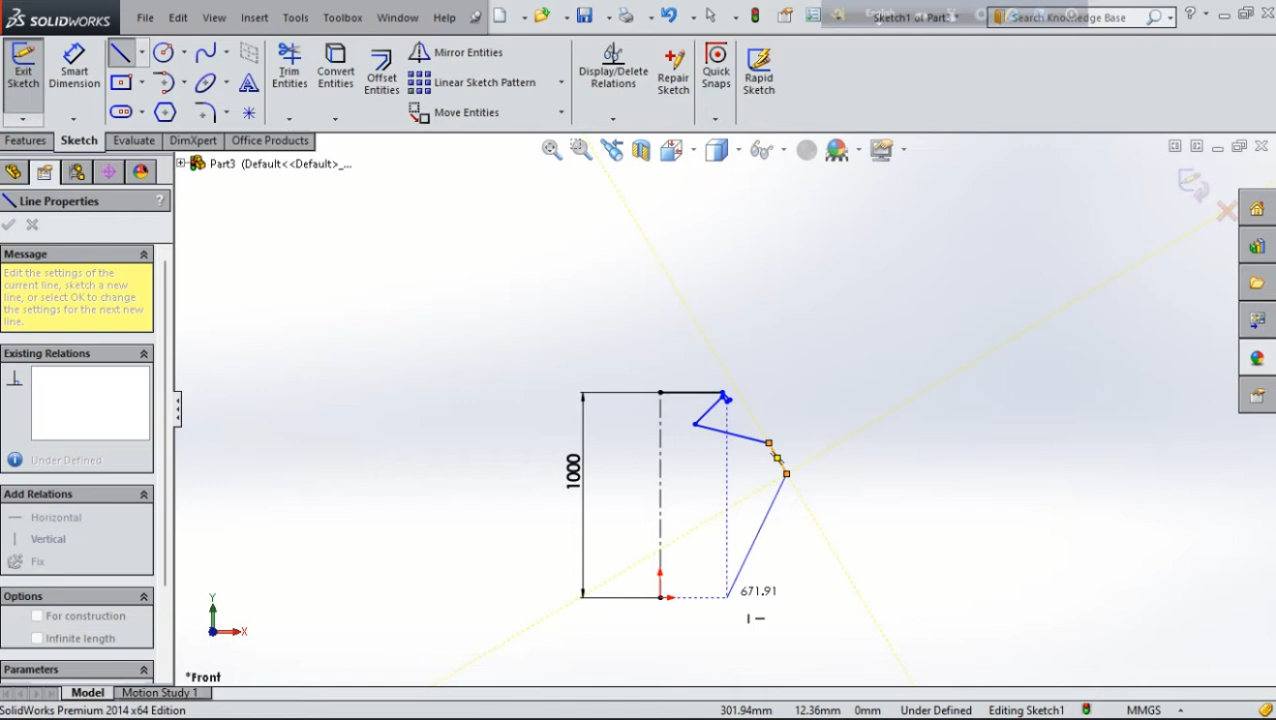 SOLIDWORKS
File Edit View Insert Tools Toolbox Window Help
Sketch1 of Part3 *
Search Knowledge Base
Exit Sketch
Smart Dimension
Trim Entities
Convert Entities
Offset Entities
Mirror Entities
Linear Sketch Pattern
Move Entities
Display/Delete Relations
Repair Sketch
Quick Snaps
Rapid Sketch
Features Sketch Evaluate DimXpert Office Products
Part3 (Default<<Default>_...
Line Properties ?
Message
Edit the settings of the
current line, sketch a new
line, or select OK to change
the settings for the next new
line.
Existing Relations
Under Defined
Add Relations
Horizontal
Vertical
Fix
Options
For construction
Infinite length
Parameters
1000
671.91
Y
X
*Front
Model Motion Study 1
SolidWorks Premium 2014 x64 Edition
301.94mm 12.36mm 0mm Under Defined Editing Sketch1 MMGS